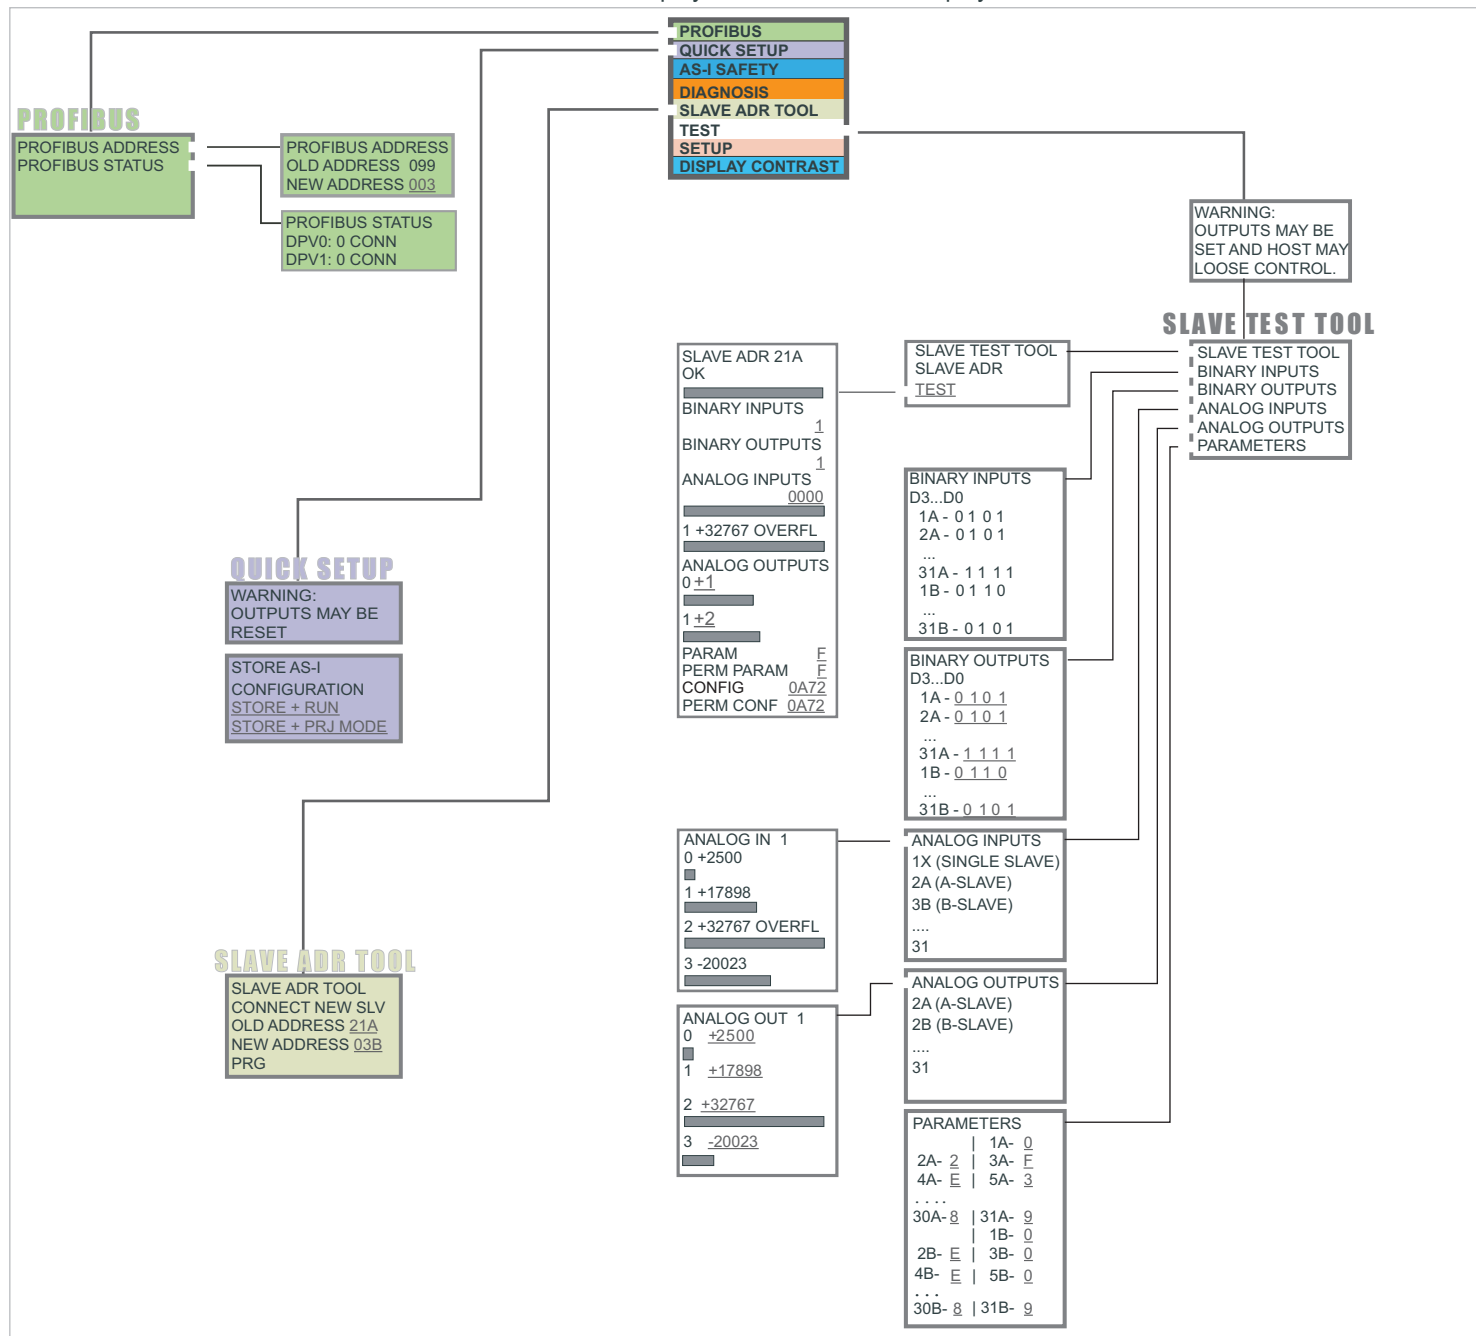 PROFIBUS
QUICK SETUP
AS-I SAFETY
DIAGNOSIS
SLAVE ADR TOOL
TEST
SETUP
DISPLAY CONTRAST
PROFIBUS
PROFIBUS ADDRESS
PROFIBUS STATUS
PROFIBUS ADDRESS
OLD ADDRESS 099
NEW ADDRESS 003
PROFIBUS STATUS
DPV0: 0 CONN
DPV1: 0 CONN
WARNING:
OUTPUTS MAY BE
SET AND HOST MAY
LOOSE CONTROL.
SLAVE TEST TOOL
SLAVE TEST TOOL
BINARY INPUTS
BINARY OUTPUTS
ANALOG INPUTS
ANALOG OUTPUTS
PARAMETERS
SLAVE TEST TOOL
SLAVE ADR
TEST
SLAVE ADR 21A
OK
BINARY INPUTS
1
BINARY OUTPUTS
1
ANALOG INPUTS
0000
1 +32767 OVERFL
ANALOG OUTPUTS
0 +1
1 +2
PARAM F
PERM PARAM F
CONFIG 0A72
PERM CONF 0A72
BINARY INPUTS
D3...D0
1A - 0 1 0 1
2A - 0 1 0 1
...
31A - 1 1 1 1
1B - 0 1 1 0
...
31B - 0 1 0 1
BINARY OUTPUTS
D3...D0
1A - 0 1 0 1
2A - 0 1 0 1
...
31A - 1 1 1 1
1B - 0 1 1 0
...
31B - 0 1 0 1
QUICK SETUP
WARNING:
OUTPUTS MAY BE
RESET
STORE AS-I
CONFIGURATION
STORE + RUN
STORE + PRJ MODE
ANALOG IN 1
0 +2500
1 +17898
2 +32767 OVERFL
3 -20023
ANALOG INPUTS
1X (SINGLE SLAVE)
2A (A-SLAVE)
3B (B-SLAVE)
....
31
SLAVE ADR TOOL
SLAVE ADR TOOL
CONNECT NEW SLV
OLD ADDRESS 21A
NEW ADDRESS 03B
PRG
ANALOG OUT 1
0 +2500
1 +17898
2 +32767
3 -20023
ANALOG OUTPUTS
2A (A-SLAVE)
2B (B-SLAVE)
....
31
PARAMETERS
| 1A- 0
2A- 2 | 3A- F
4A- E | 5A- 3
. . . .
30A- 8 | 31A- 9
| 1B- 0
2B- E | 3B- 0
4B- E | 5B- 0
. . .
30B- 8 | 31B- 9